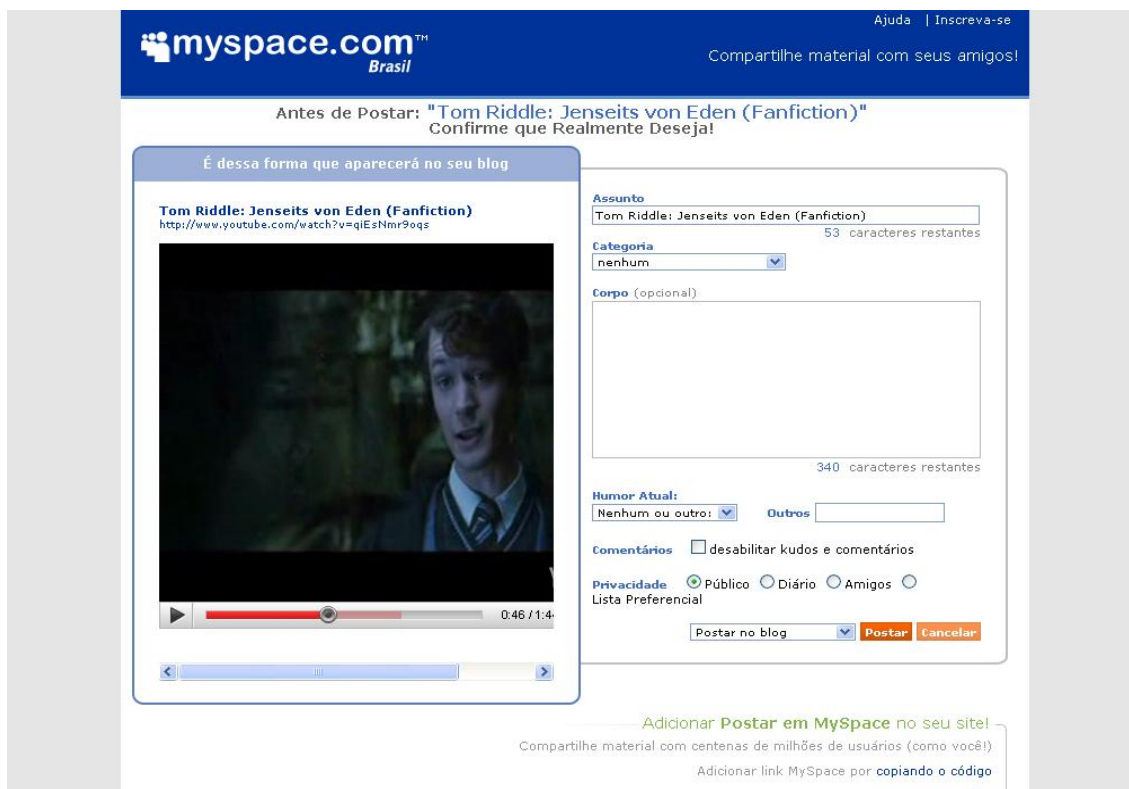 Ajuda | Inscreva-se
myspace.com™
Brasil
Compartilhe material com seus amigos!
Antes de Postar: "Tom Riddle: Jenseits von Eden (Fanfiction)"
Confirme que Realmente Deseja!
É dessa forma que aparecerá no seu blog
Tom Riddle: Jenseits von Eden (Fanfiction)
http://www.youtube.com/watch?v=qiEsNmr9oqs
0:46 / 1:4
Assunto
Tom Riddle: Jenseits von Eden (Fanfiction)
53 caracteres restantes
Categoria
nenhum
Corpo (opcional)
340 caracteres restantes
Humor Atual:
Nenhum ou outro: Outros
Comentários desabilitar kudos e comentários
Privacidade Público Diário Amigos
Lista Preferencial
Postar no blog Postar Cancelar
Adicionar Postar em MySpace no seu site!
Compartilhe material com centenas de milhões de usuários (como você!)
Adicionar link MySpace por copiando o código